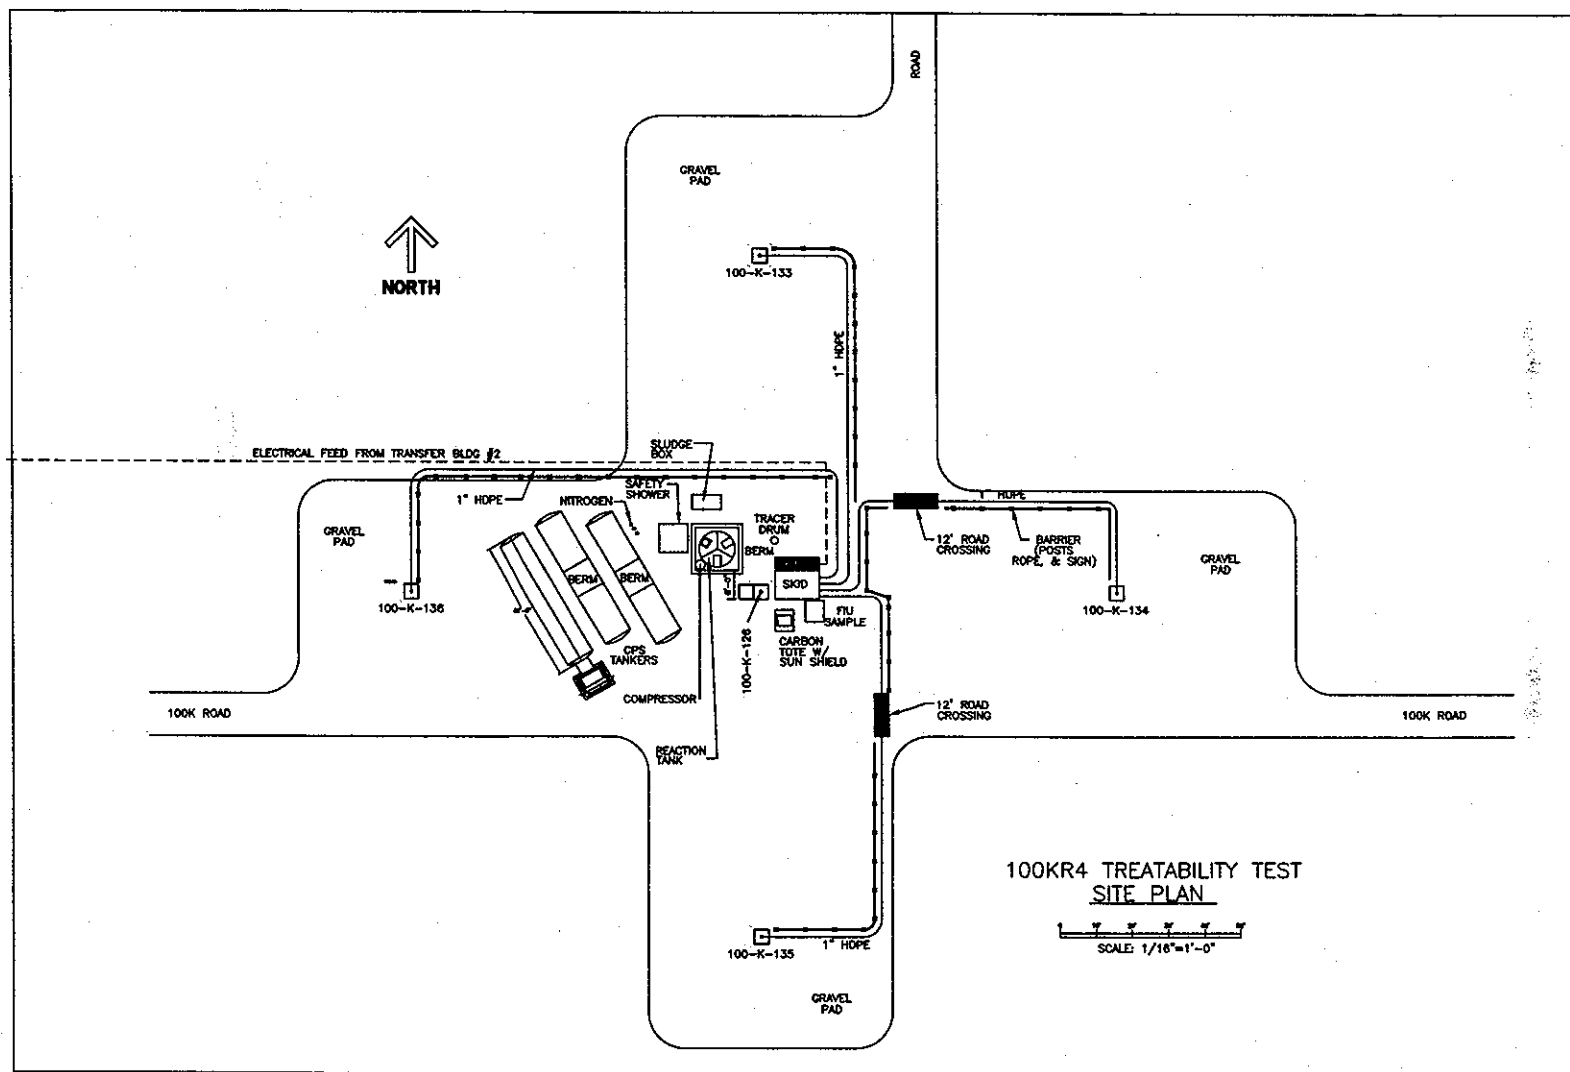 ROAD
GRAVEL
PAD
NORTH
100-K-133
1" HDPE
ELECTRICAL FEED FROM TRANSFER BLDG #2
SLUDGE
BOX
1" HDPE
SAFETY
SHOWER
NITROGEN
1" HDPE
TRACER
DRUM
BERM
12' ROAD
CROSSING
BARRIER
(POSTS
ROPE, & SIGN)
GRAVEL
PAD
GRAVEL
PAD
BERM
BERM
SKID
100-K-136
100-K-134
FIU
SAMPLE
100-K-126
CARBON
TOTE W/
SUN SHIELD
CPS
TANKERS
COMPRESSOR
12' ROAD
CROSSING
100K ROAD
100K ROAD
REACTION
TANK
100KR4 TREATABILITY TEST
SITE PLAN
SCALE: 1/16"=1'-0"
100-K-135
1" HDPE
GRAVEL
PAD